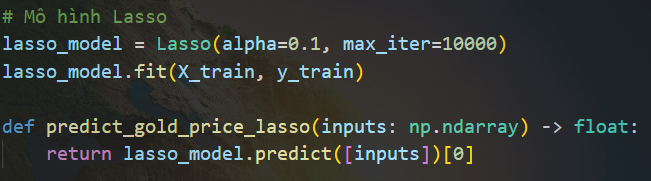 # Mô hình Lasso
lasso_model = Lasso(alpha=0.1, max_iter=10000)
lasso_model.fit(X_train, y_train)
def predict_gold_price_lasso(inputs: np.ndarray) -> float:
    return lasso_model.predict([inputs])[0]